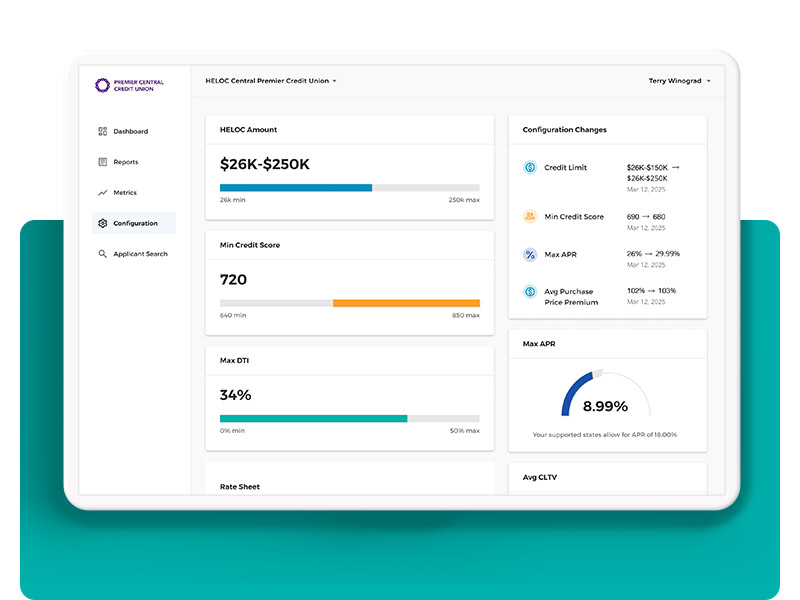 PREMIER CENTRAL
CREDIT UNION
HELOC Central Premier Credit Union
Terry Winograd
Dashboard
Reports
Metrics
Configuration
Applicant Search
HELOC Amount
$26K-$250K
26k min
250k max
Min Credit Score
720
640 min
850 max
Max DTI
34%
0% min
50% max
Rate Sheet
Configuration Changes
Credit Limit
$26K-$150K →
$26K-$250K
Mar 12, 2025
Min Credit Score
690 → 680
Mar 12, 2025
Max APR
26% → 29.99%
Mar 12, 2025
Avg Purchase
Price Premium
102% → 103%
Mar 12, 2025
Max APR
8.99%
Your supported states allow for APR of 18.00%
Avg CLTV